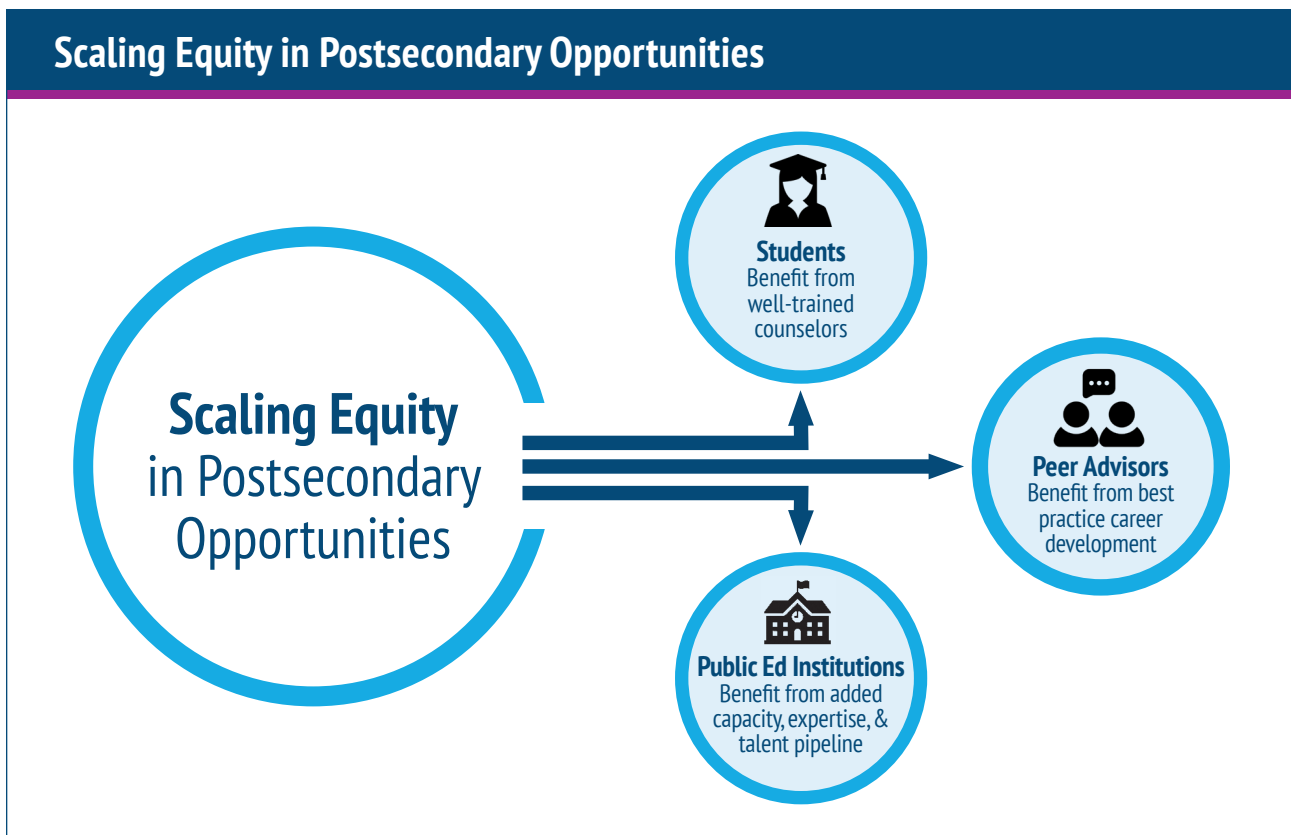 Scaling Equity in Postsecondary Opportunities
Scaling Equity
in Postsecondary
Opportunities
Students
Benefit from
well-trained
counselors
Peer Advisors
Benefit from best
practice career
development
Public Ed Institutions
Benefit from added
capacity, expertise, &
talent pipeline